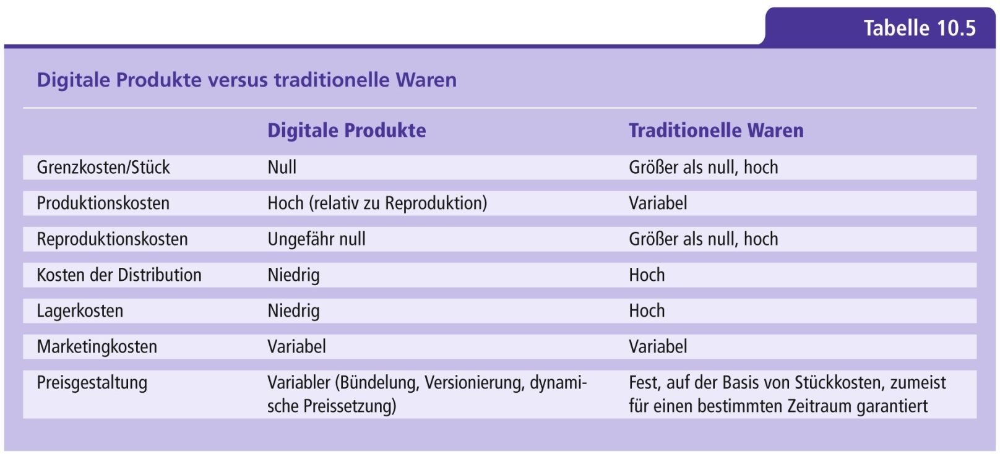 Tabelle 10.5
Digitale Produkte versus traditionelle Waren
Digitale Produkte Traditionelle Waren
Grenzkosten/Stück Null Größer als null, hoch
Produktionskosten Hoch (relativ zu Reproduktion) Variabel
Reproduktionskosten Ungefähr null Größer als null, hoch
Kosten der Distribution Niedrig Hoch
Lagerkosten Niedrig Hoch
Marketingkosten Variabel Variabel
Preisgestaltung Variabler (Bündelung, Versionierung, dynami- Fest, auf der Basis von Stückkosten, zumeist
sche Preissetzung) für einen bestimmten Zeitraum garantiert